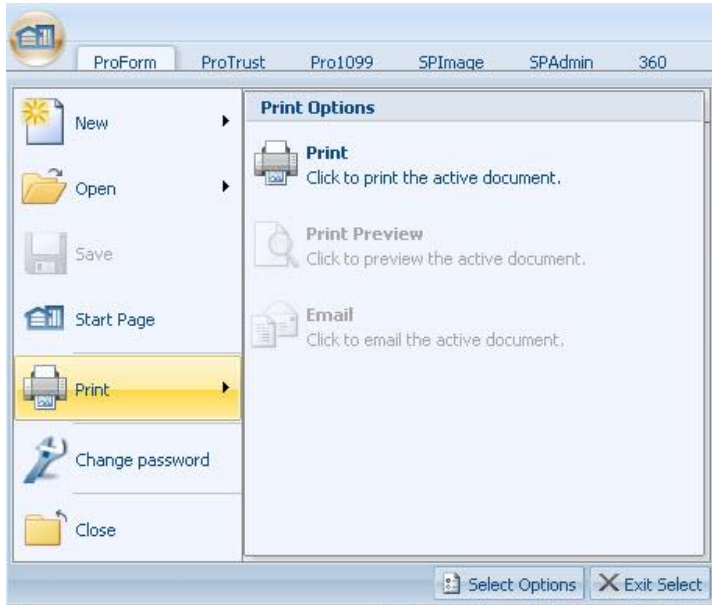 ProForm ProTrust Pro1099 SPImage SPAdmin 360
New
Open
Save
Start Page
Print
Change password
Close
Print Options
Print
Click to print the active document.
Print Preview
Click to preview the active document.
Email
Click to email the active document.
Select Options Exit Select